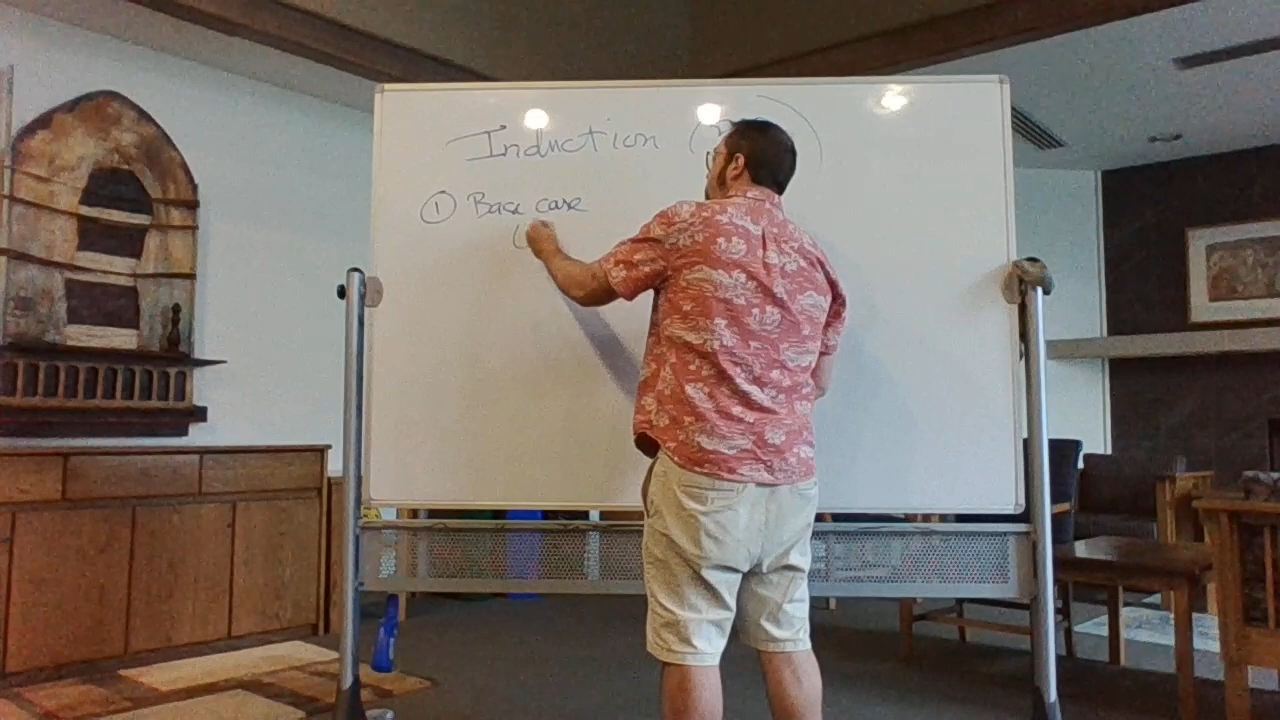 Induction (
① Base case
(